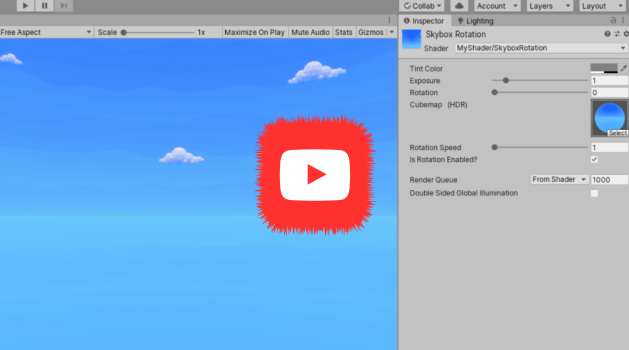 Collab
Account
Layers
Layout
Free Aspect
Scale
1x
Maximize On Play
Mute Audio
Stats
Gizmos
Inspector
Lighting
Skybox Rotation
Shader
MyShader/SkyboxRotation
Tint Color
Exposure
1
Rotation
0
Cubemap (HDR)
Select
Rotation Speed
1
Is Rotation Enabled?
Render Queue
From Shader
1000
Double Sided Global Illumination